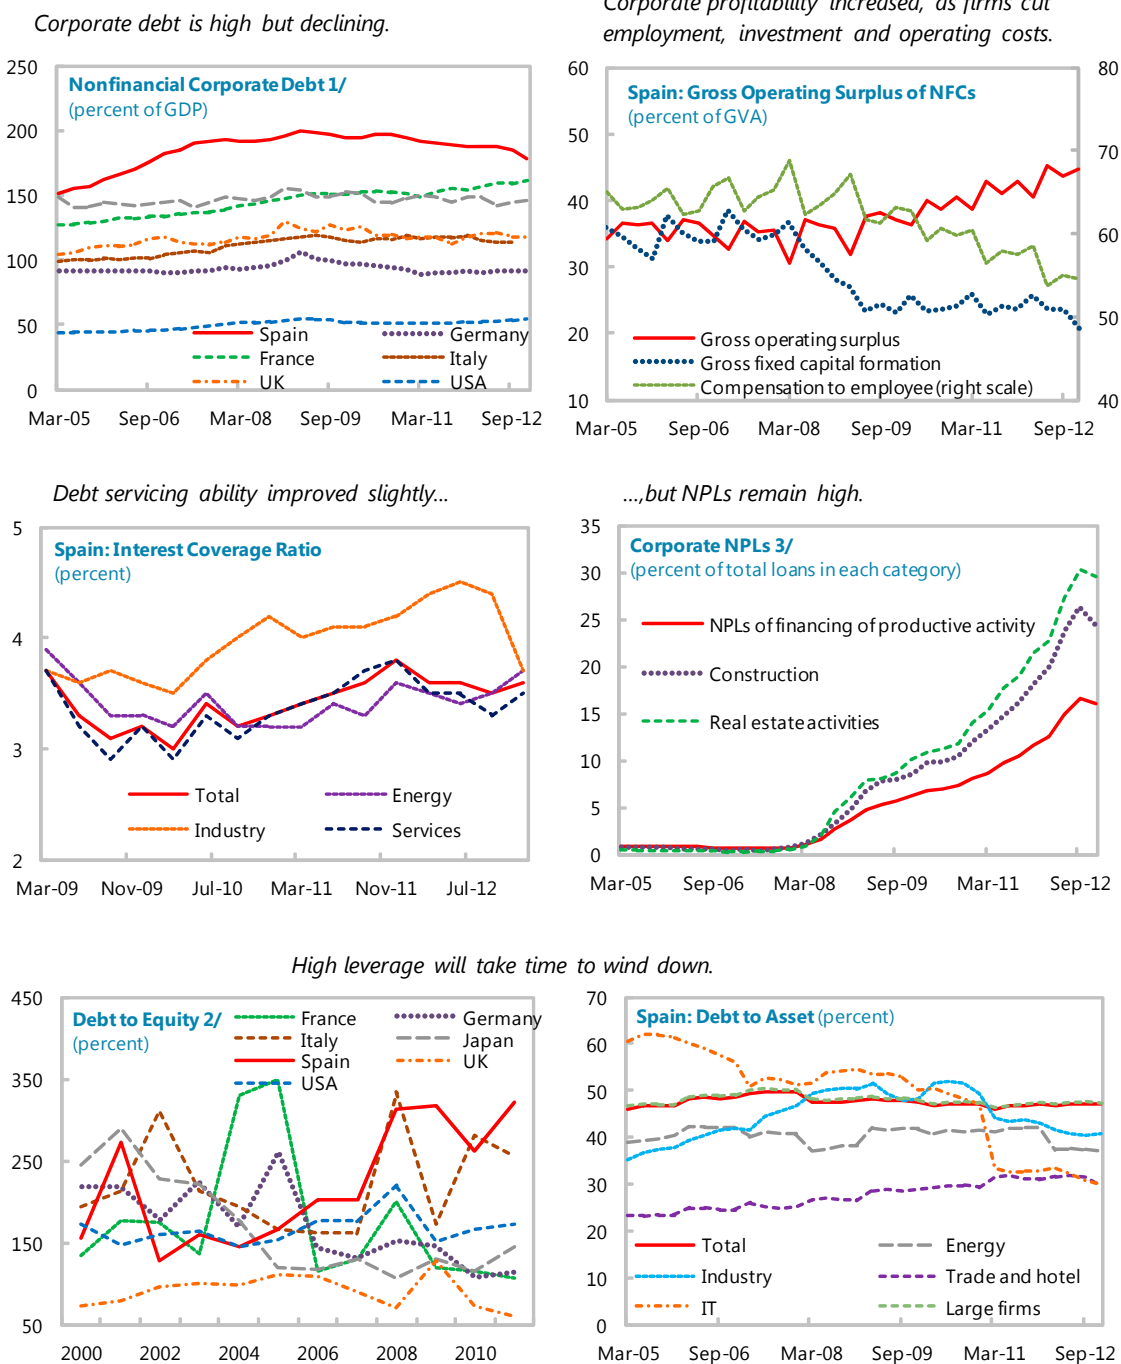 Corporate debt is high but declining.
Corporate profitability increased, as firms cut
employment, investment and operating costs.
Nonfinancial Corporate Debt 1/
(percent of GDP)
250
200
150
100
50
0
Spain
Germany
France
Italy
UK
USA
Mar-05
Sep-06
Mar-08
Sep-09
Mar-11
Sep-12
Spain: Gross Operating Surplus of NFCs
(percent of GVA)
60
50
40
30
20
10
80
70
60
50
40
Gross operating surplus
Gross fixed capital formation
Compensation to employee (right scale)
Mar-05
Sep-06
Mar-08
Sep-09
Mar-11
Sep-12
Debt servicing ability improved slightly...
Spain: Interest Coverage Ratio
(percent)
5
4
3
2
Total
Energy
Industry
Services
Mar-09
Nov-09
Jul-10
Mar-11
Nov-11
Jul-12
...,but NPLs remain high.
Corporate NPLs 3/
(percent of total loans in each category)
35
30
25
20
15
10
5
0
NPLs of financing of productive activity
Construction
Real estate activities
Mar-05
Sep-06
Mar-08
Sep-09
Mar-11
Sep-12
High leverage will take time to wind down.
Debt to Equity 2/
(percent)
450
350
250
150
50
France
Germany
Italy
Japan
Spain
UK
USA
2000
2002
2004
2006
2008
2010
Spain: Debt to Asset (percent)
70
60
50
40
30
20
10
0
Total
Energy
Industry
Trade and hotel
IT
Large firms
Mar-05
Sep-06
Mar-08
Sep-09
Mar-11
Sep-12